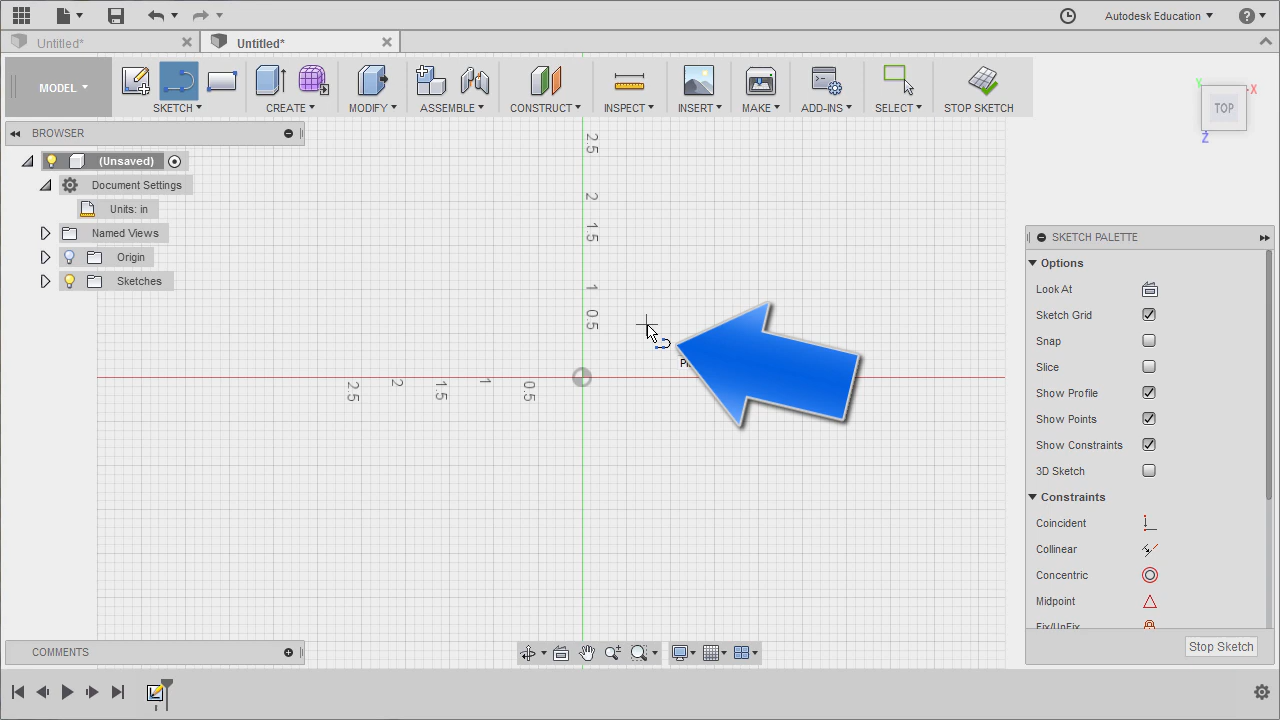 Autodesk Education
Untitled*
Untitled*
MODEL
SKETCH
CREATE
MODIFY
ASSEMBLE
CONSTRUCT
INSPECT
INSERT
MAKE
ADD-INS
SELECT
STOP SKETCH
TOP
X
Y
Z
BROWSER
(Unsaved)
Document Settings
Units: in
Named Views
Origin
Sketches
2.5
2
1.5
1
0.5
2.5
2
1.5
1
0.5
SKETCH PALETTE
Options
Look At
Sketch Grid
Snap
Slice
Show Profile
Show Points
Show Constraints
3D Sketch
Constraints
Coincident
Collinear
Concentric
Midpoint
Fix/UnFix
Stop Sketch
COMMENTS